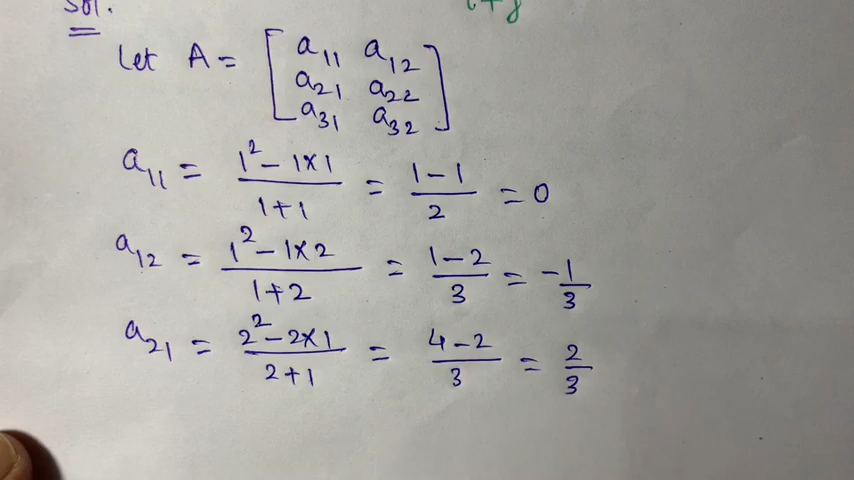 Sol.
i+j
Let A = [ a₁₁ a₁₂
a₂₁ a₂₂
a₃₁ a₃₂ ]
a₁₁ = (1² − 1×1)/(1+1) = (1−1)/2 = 0
a₁₂ = (1² − 1×2)/(1+2) = (1−2)/3 = −1/3
a₂₁ = (2² − 2×1)/(2+1) = (4−2)/3 = 2/3